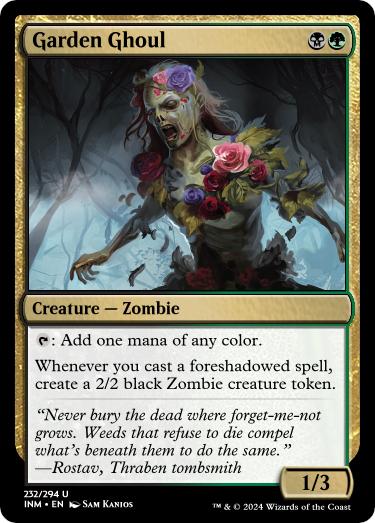 Garden Ghoul
Creature — Zombie
: Add one mana of any color.
Whenever you cast a foreshadowed spell,
create a 2/2 black Zombie creature token.
“Never bury the dead where forget-me-not
grows. Weeds that refuse to die compel
what’s beneath them to do the same.”
—Rostav, Thraben tombsmith
1/3
232/294 U
INM • EN Sam Kanios
™ & © 2024 Wizards of the Coast